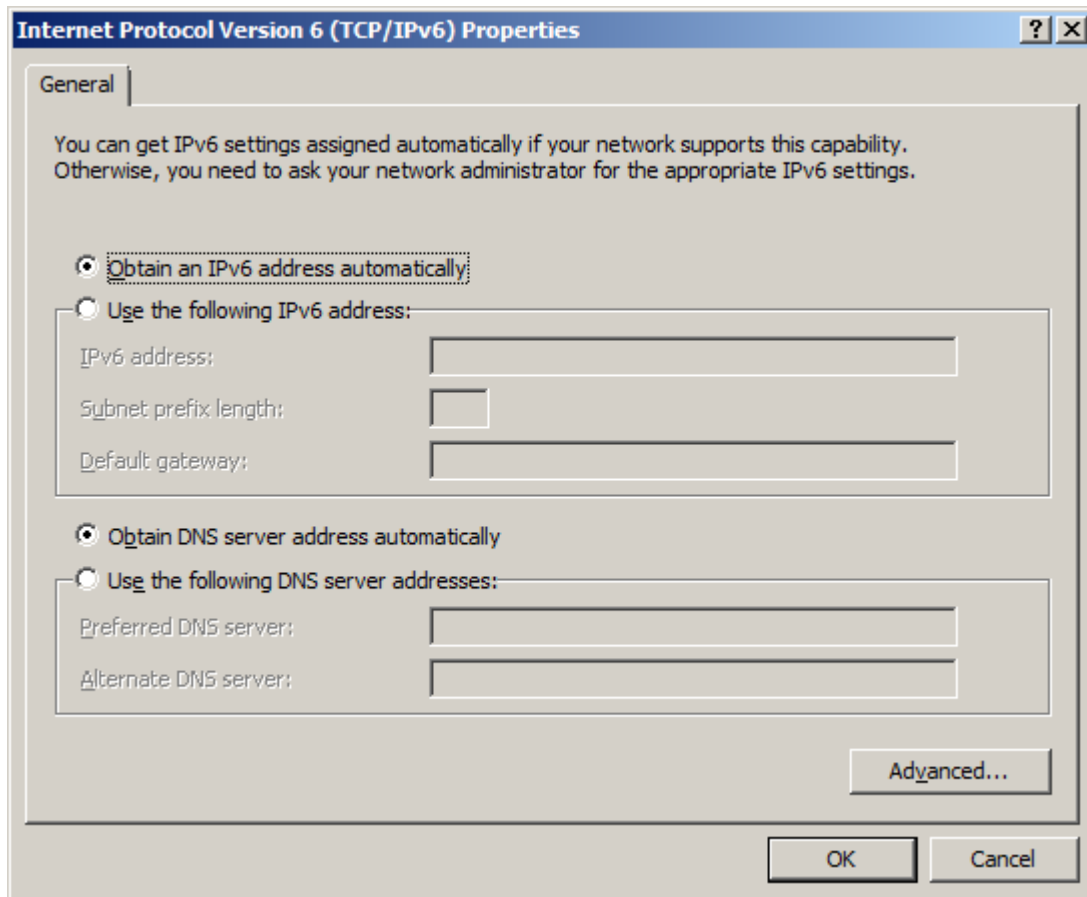 Internet Protocol Version 6 (TCP/IPv6) Properties
General
You can get IPv6 settings assigned automatically if your network supports this capability.
Otherwise, you need to ask your network administrator for the appropriate IPv6 settings.
Obtain an IPv6 address automatically
Use the following IPv6 address:
IPv6 address:
Subnet prefix length:
Default gateway:
Obtain DNS server address automatically
Use the following DNS server addresses:
Preferred DNS server:
Alternate DNS server:
Advanced...
OK
Cancel